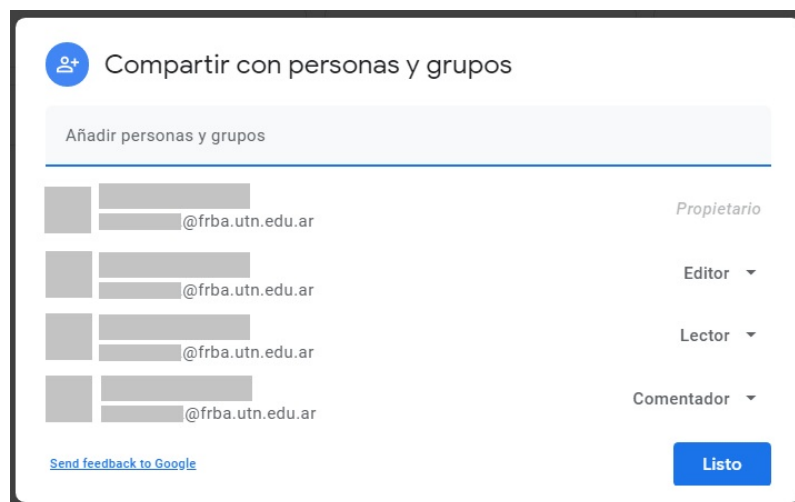 Compartir con personas y grupos
Añadir personas y grupos
@frba.utn.edu.ar
Propietario
@frba.utn.edu.ar
Editor
@frba.utn.edu.ar
Lector
@frba.utn.edu.ar
Comentador
Send feedback to Google
Listo